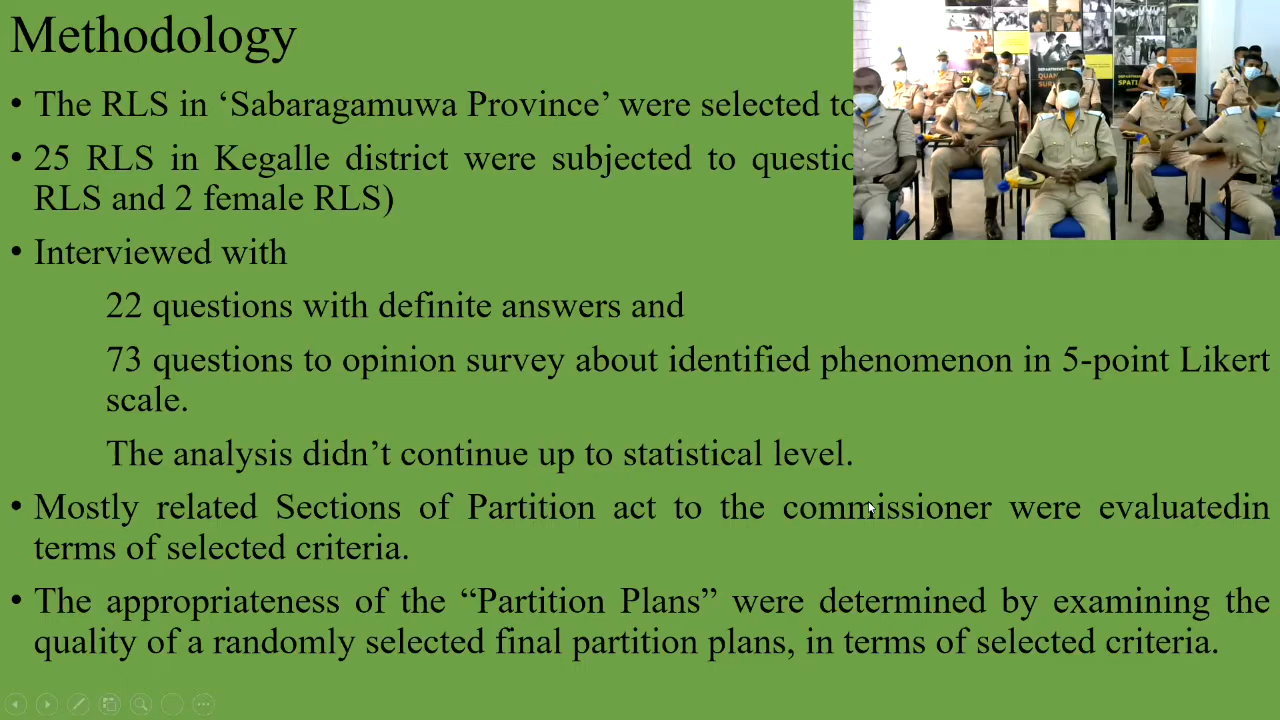 Methodology
• The RLS in ‘Sabaragamuwa Province’ were selected to
• 25 RLS in Kegalle district were subjected to questio
RLS and 2 female RLS)
• Interviewed with
22 questions with definite answers and
73 questions to opinion survey about identified phenomenon in 5-point Likert
scale.
The analysis didn’t continue up to statistical level.
• Mostly related Sections of Partition act to the commissioner were evaluatedin
terms of selected criteria.
• The appropriateness of the “Partition Plans” were determined by examining the
quality of a randomly selected final partition plans, in terms of selected criteria.